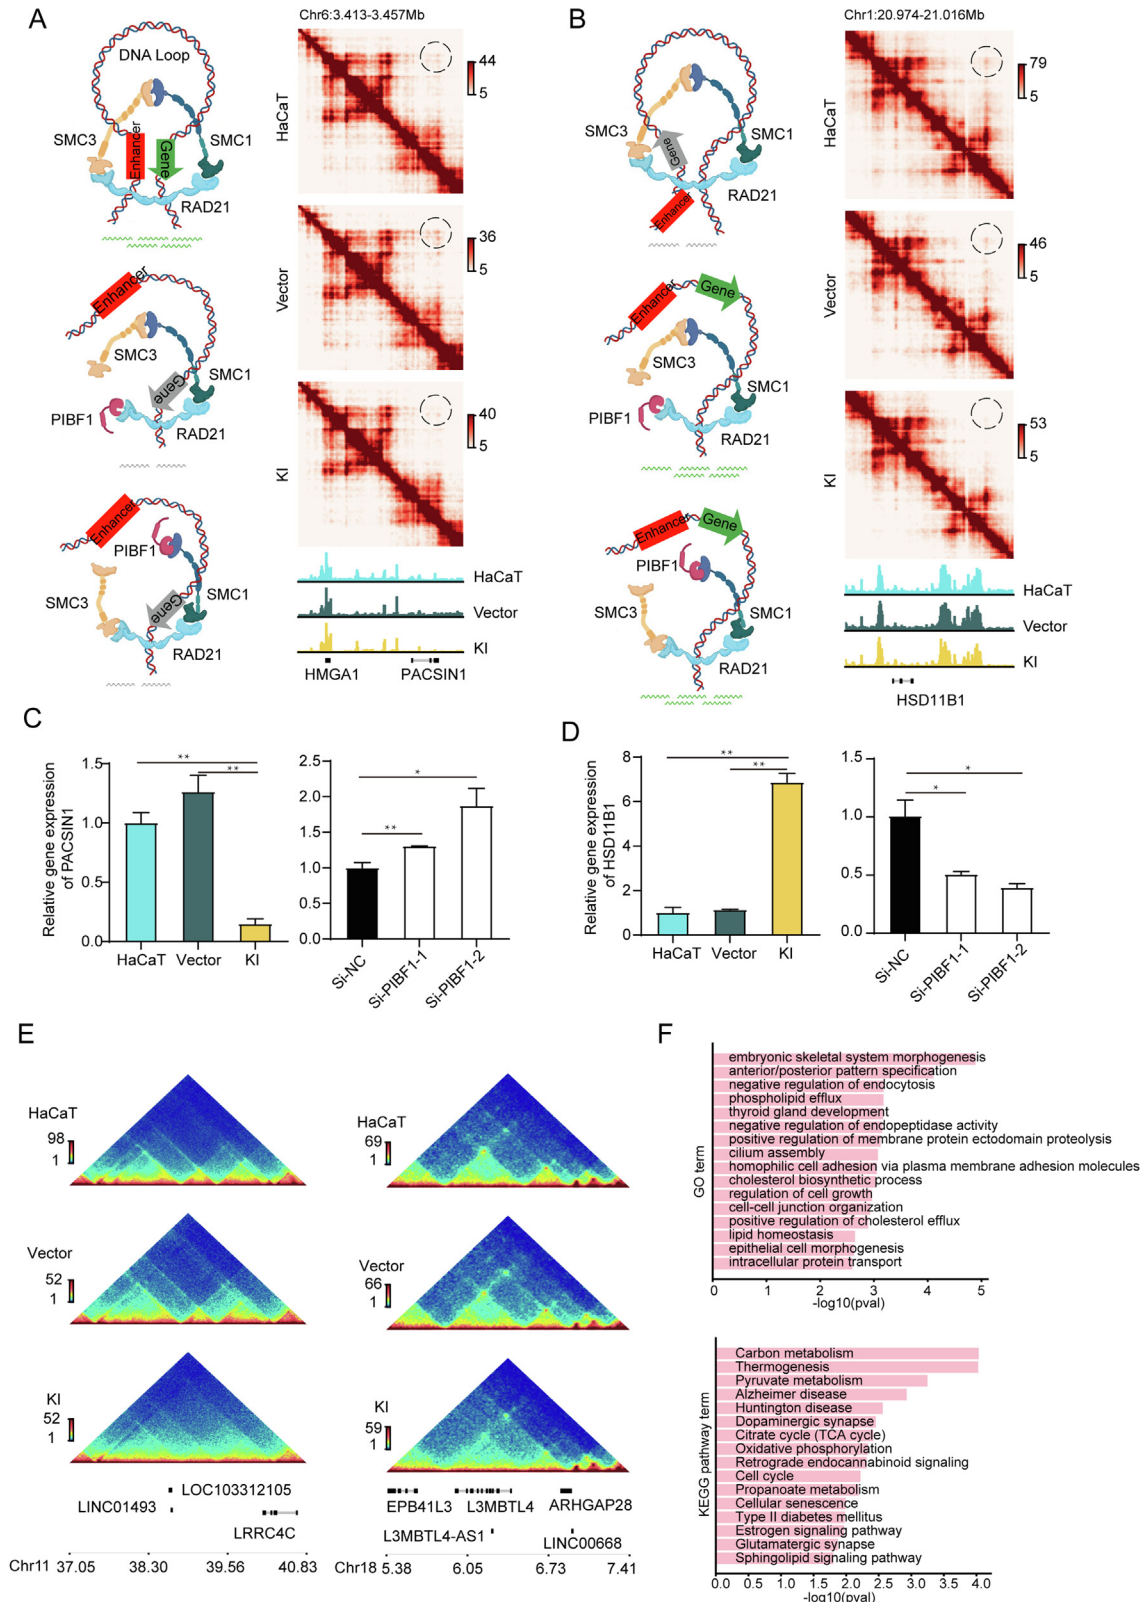 A
Chr6:3.413-3.457Mb
DNA Loop
SMC3
SMC1
Enhancer
Gene
RAD21
HaCaT
44
5
Enhancer
SMC3
Gene
SMC1
PIBF1
RAD21
Vector
36
5
Enhancer
PIBF1
SMC3
SMC1
Gene
RAD21
KI
40
5
HaCaT
Vector
KI
HMGA1
PACSIN1
B
Chr1:20.974-21.016Mb
SMC3
SMC1
Gene
RAD21
Enhancer
HaCaT
79
5
Enhancer
Gene
SMC3
SMC1
PIBF1
RAD21
Vector
46
5
Enhancer
Gene
PIBF1
SMC3
SMC1
RAD21
KI
53
5
HaCaT
Vector
KI
HSD11B1
C
Relative gene expression
of PACSIN1
1.5
1.0
0.5
0.0
**
**
HaCaT Vector KI
2.5
2.0
1.5
1.0
0.5
0.0
*
**
Si-NC
Si-PIBF1-1
Si-PIBF1-2
D
Relative gene expression
of HSD11B1
8
6
4
2
0
**
**
HaCaT Vector KI
1.5
1.0
0.5
0.0
*
*
Si-NC
Si-PIBF1-1
Si-PIBF1-2
E
HaCaT
98
1
Vector
52
1
KI
52
1
LOC103312105
LINC01493
LRRC4C
Chr11 37.05 38.30 39.56 40.83
HaCaT
69
1
Vector
66
1
KI
59
1
EPB41L3 L3MBTL4 ARHGAP28
L3MBTL4-AS1 LINC00668
Chr18 5.38 6.05 6.73 7.41
F
GO term
embryonic skeletal system morphogenesis
anterior/posterior pattern specification
negative regulation of endocytosis
phospholipid efflux
thyroid gland development
negative regulation of endopeptidase activity
positive regulation of membrane protein ectodomain proteolysis
cilium assembly
homophilic cell adhesion via plasma membrane adhesion molecules
cholesterol biosynthetic process
regulation of cell growth
cell-cell junction organization
positive regulation of cholesterol efflux
lipid homeostasis
epithelial cell morphogenesis
intracellular protein transport
0 1 2 3 4 5
-log10(pval)
KEGG pathway term
Carbon metabolism
Thermogenesis
Pyruvate metabolism
Alzheimer disease
Huntington disease
Dopaminergic synapse
Citrate cycle (TCA cycle)
Oxidative phosphorylation
Retrograde endocannabinoid signaling
Cell cycle
Propanoate metabolism
Cellular senescence
Type II diabetes mellitus
Estrogen signaling pathway
Glutamatergic synapse
Sphingolipid signaling pathway
0.0 0.5 1.0 1.5 2.0 2.5 3.0 3.5 4.0
-log10(pval)